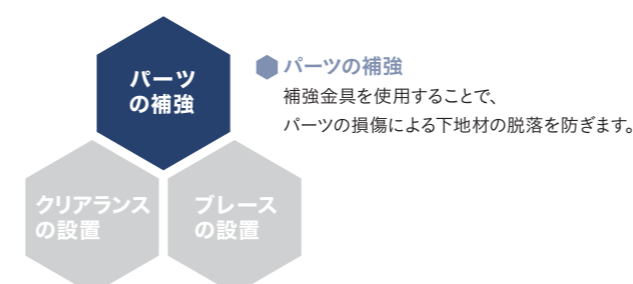 パーツ
の補強
パーツの補強
補強金具を使用することで、
パーツの損傷による下地材の脱落を防ぎます。
クリアランス
の設置
ブレース
の設置